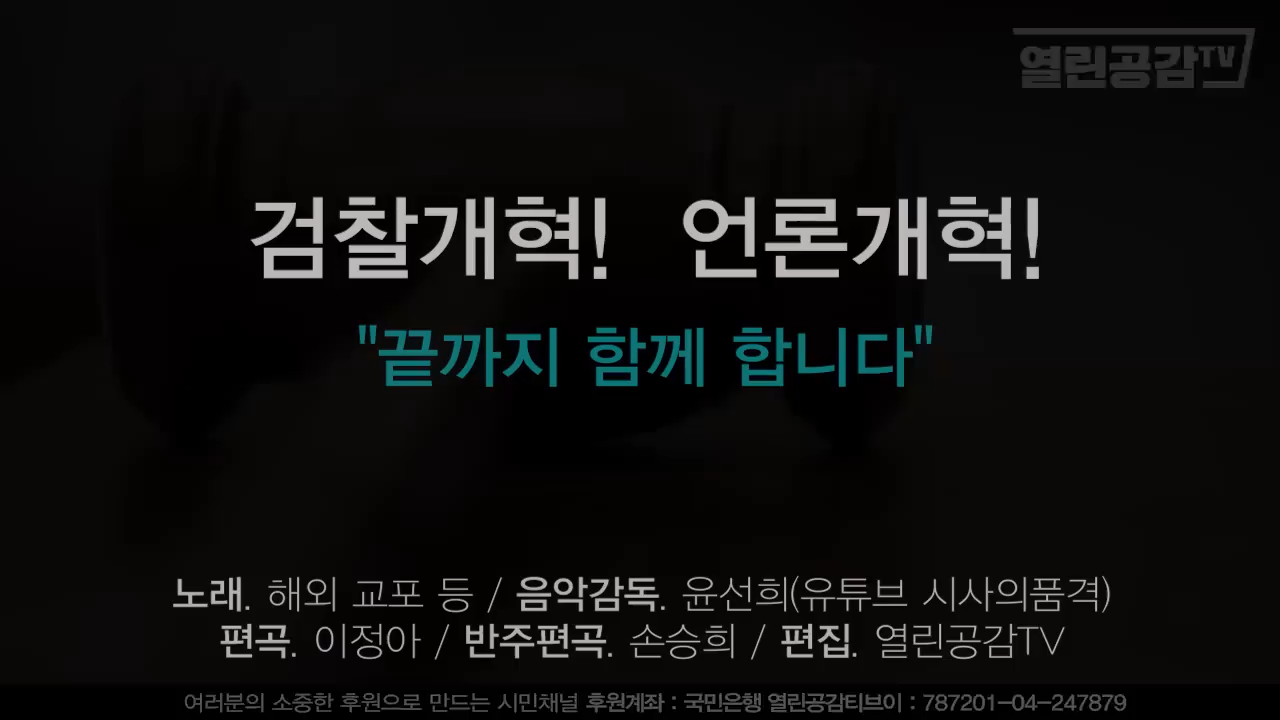 열린공감TV
검찰개혁! 언론개혁!
"끝까지 함께 합니다"
노래. 해외 교포 등 / 음악감독. 윤선희(유튜브 시사의품격)
편곡. 이정아 / 반주편곡. 손승희 / 편집. 열린공감TV
여러분의 소중한 후원으로 만드는 시민채널 후원계좌 : 국민은행 열린공감티브이 : 787201-04-247879